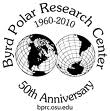 Byrd Polar Research Center
1960-2010
50th Anniversary
bprc.osu.edu